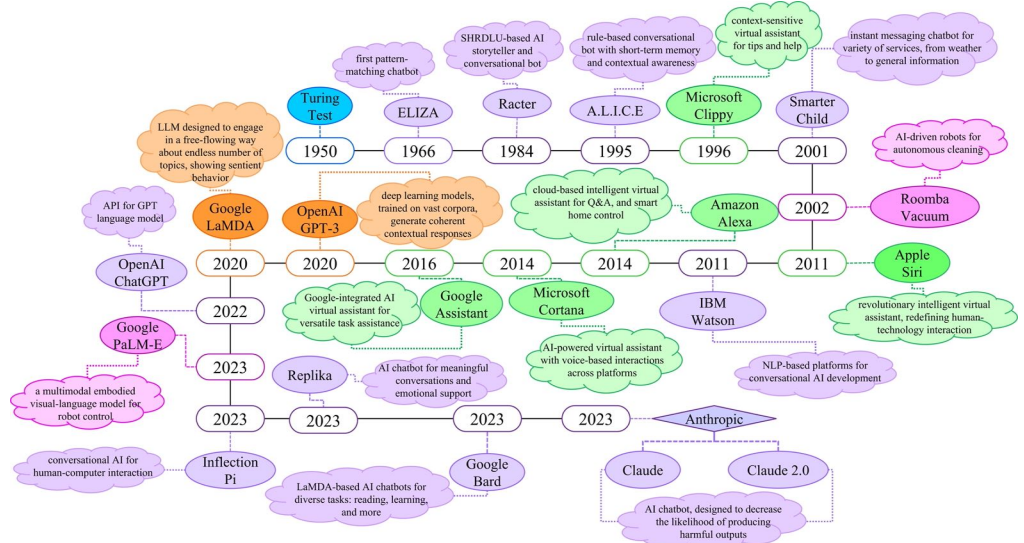 context-sensitive
virtual assistant
for tips and help
instant messaging chatbot
for variety of services, from
weather to
general information
SHRDLU-based AI
storyteller and
conversational bot
rule-based conversational
bot with short-term memory
and contextual awareness
first pattern-
matching chatbot
Turing
Test
ELIZA
Racter
A.L.I.C.E
Microsoft
Clippy
Smarter
Child
1950
1966
1984
1995
1996
2001
LLM designed to engage
in a free-flowing way
about endless number of
topics, showing sentient
behavior
AI-driven robots for
autonomous cleaning
API for GPT
language model
Google
LaMDA
OpenAI
GPT-3
deep learning models,
trained on vast corpora,
generate coherent
contextual responses
cloud-based intelligent virtual
assistant for Q&A, and smart
home control
Amazon
Alexa
2002
Roomba
Vacuum
OpenAI
ChatGPT
2020
2020
2016
2014
2014
2011
2011
Apple
Siri
2022
Google-integrated AI
virtual assistant for
versatile task assistance
Google
Assistant
Microsoft
Cortana
IBM
Watson
revolutionary intelligent virtual
assistant, redefining human-
technology interaction
Google
PaLM-E
2023
AI-powered virtual assistant
with voice-based interactions
across platforms
NLP-based platforms for
conversational AI development
a multimodal embodied
visual-language model for
robot control
Replika
AI chatbot for meaningful
conversations and
emotional support
2023
2023
2023
2023
Anthropic
conversational AI for
human-computer interaction
Inflection
Pi
LaMDA-based AI chatbots for
diverse tasks: reading, learning,
and more
Google
Bard
Claude
Claude 2.0
AI chatbot, designed to decrease
the likelihood of producing
harmful outputs